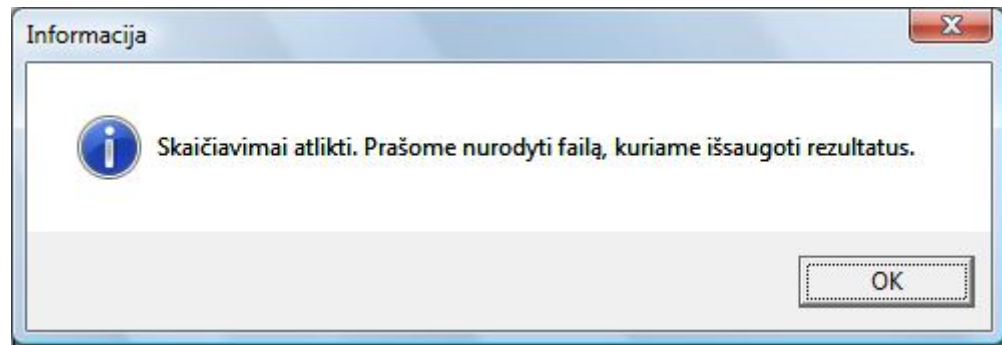 Informacija
Skaičiavimai atlikti. Prašome nurodyti failą, kuriame išsaugoti rezultatus.
OK